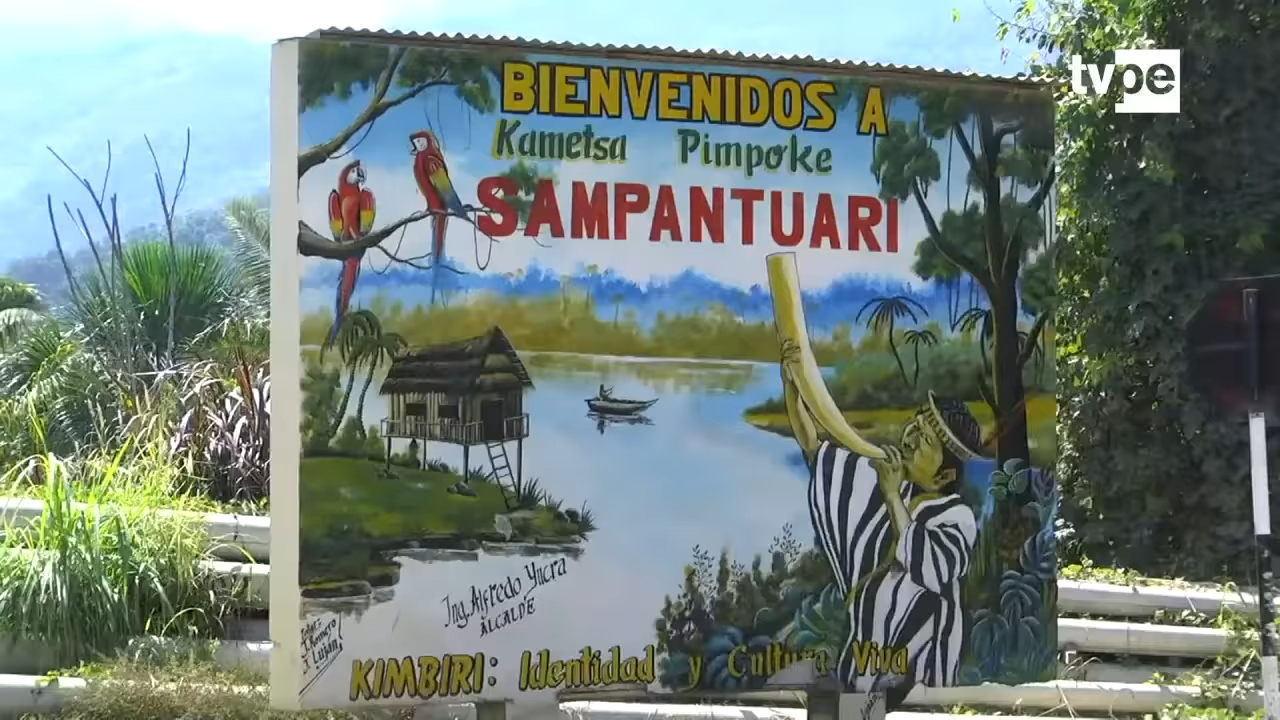 tvpe
BIENVENIDOS A
Kametsa Pimpoke
SAMPANTUARI
Ing. Alfredo Yucra
ALCALDE
KIMBIRI: Identidad y Cultura Viva